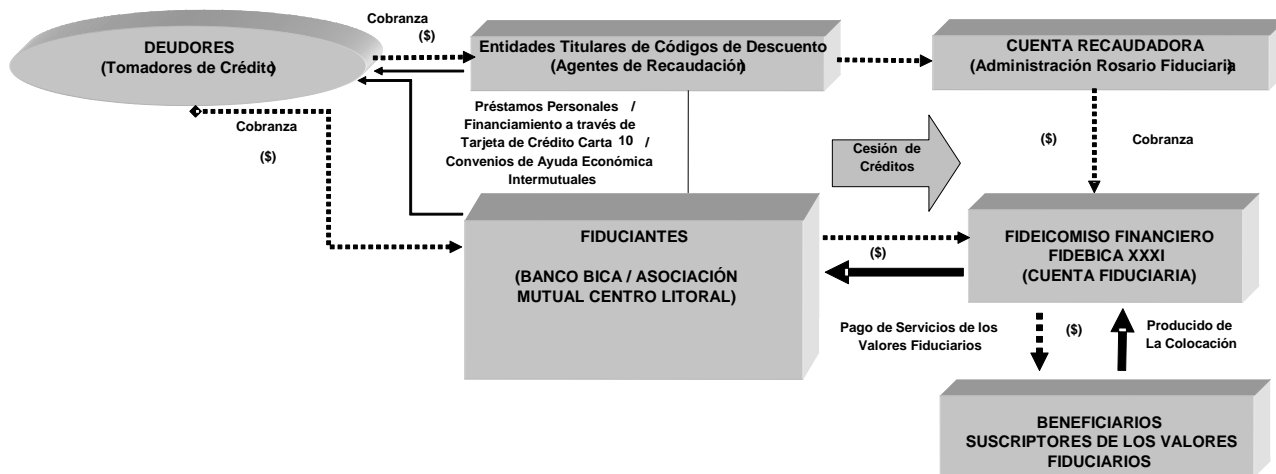 Cobranza
($)
DEUDORES
(Tomadores de Crédito)
Entidades Titulares de Códigos de Descuento
(Agentes de Recaudación)
CUENTA RECAUDADORA
(Administración Rosario Fiduciaria)
Cobranza
($)
Préstamos Personales /
Financiamiento a través de
Tarjeta de Crédito Carta 10 /
Convenios de Ayuda Económica
Intermutuales
Cesión de
Créditos
($)
Cobranza
FIDUCIANTES
(BANCO BICA / ASOCIACIÓN
MUTUAL CENTRO LITORAL)
($)
FIDEICOMISO FINANCIERO
FIDEBICA XXXI
(CUENTA FIDUCIARIA)
Pago de Servicios de los
Valores Fiduciarios
($)
Producido de
La Colocación
BENEFICIARIOS
SUSCRIPTORES DE LOS VALORES
FIDUCIARIOS